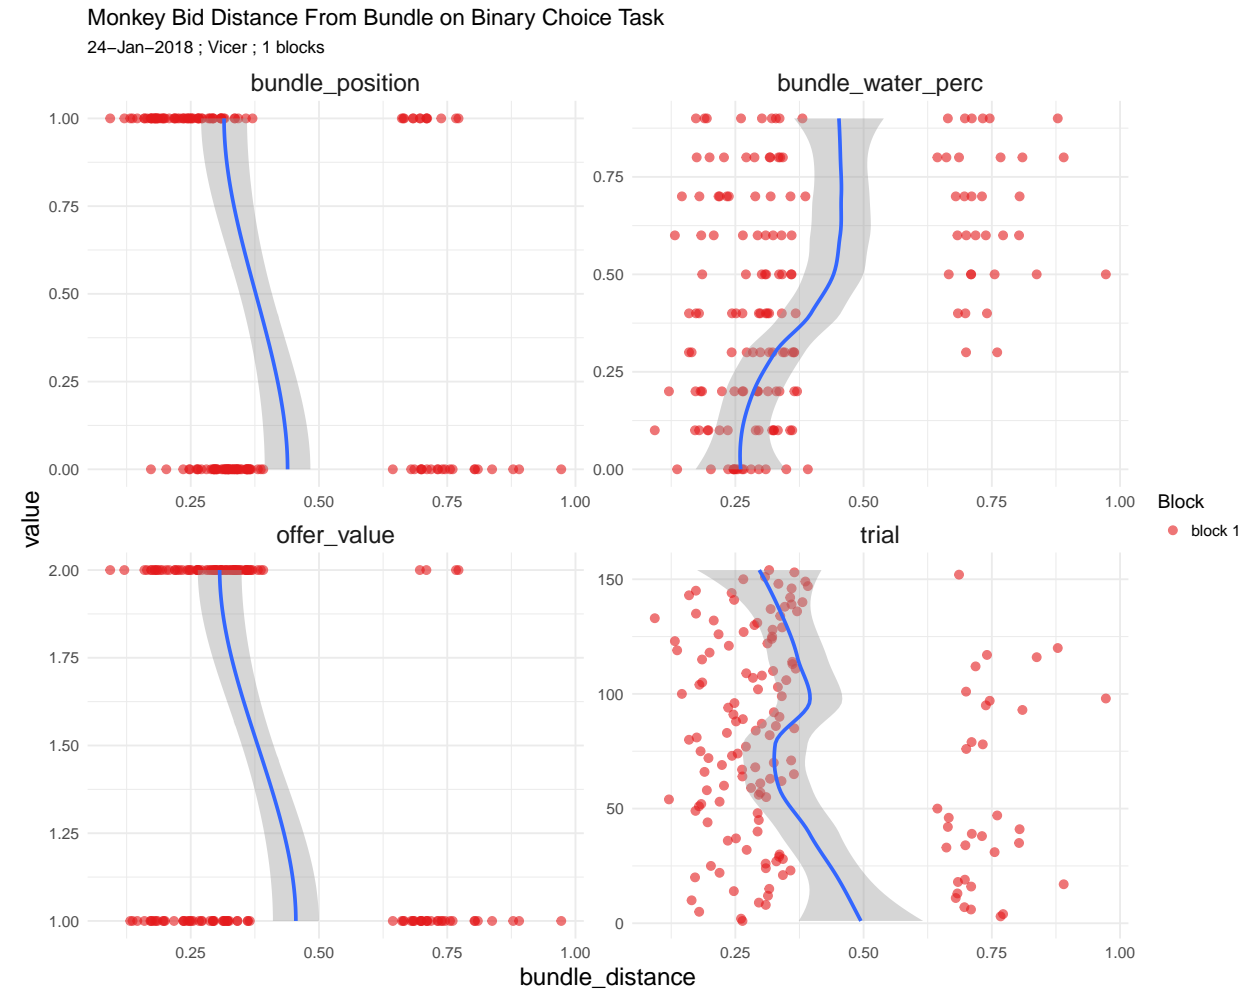 Monkey Bid Distance From Bundle on Binary Choice Task
24−Jan−2018 ; Vicer ; 1 blocks
bundle_position
bundle_water_perc
1.00
0.75
0.50
0.25
0.00
0.75
0.50
0.25
0.00
0.25 0.50 0.75 1.00
0.25 0.50 0.75 1.00
offer_value
trial
2.00
1.75
1.50
1.25
1.00
150
100
50
0
0.25 0.50 0.75 1.00
0.25 0.50 0.75 1.00
value
bundle_distance
Block
block 1